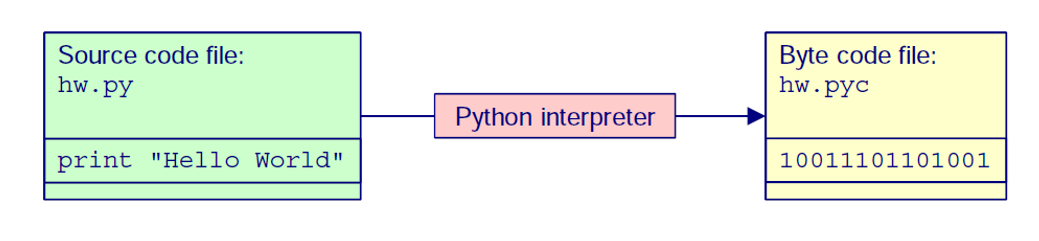 Source code file:
hw.py
print "Hello World"
Python interpreter
Byte code file:
hw.pyc
10011101101001